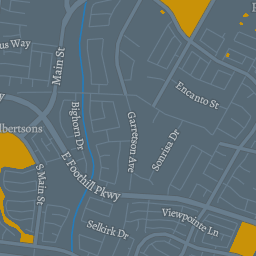 us Way
Main St
Encanto St
Bighorn Dr
Garretson Ave
lbertsons
Sonrisa Dr
S Main St
E Foothill Pkwy
Viewpointe Ln
Selkirk Dr